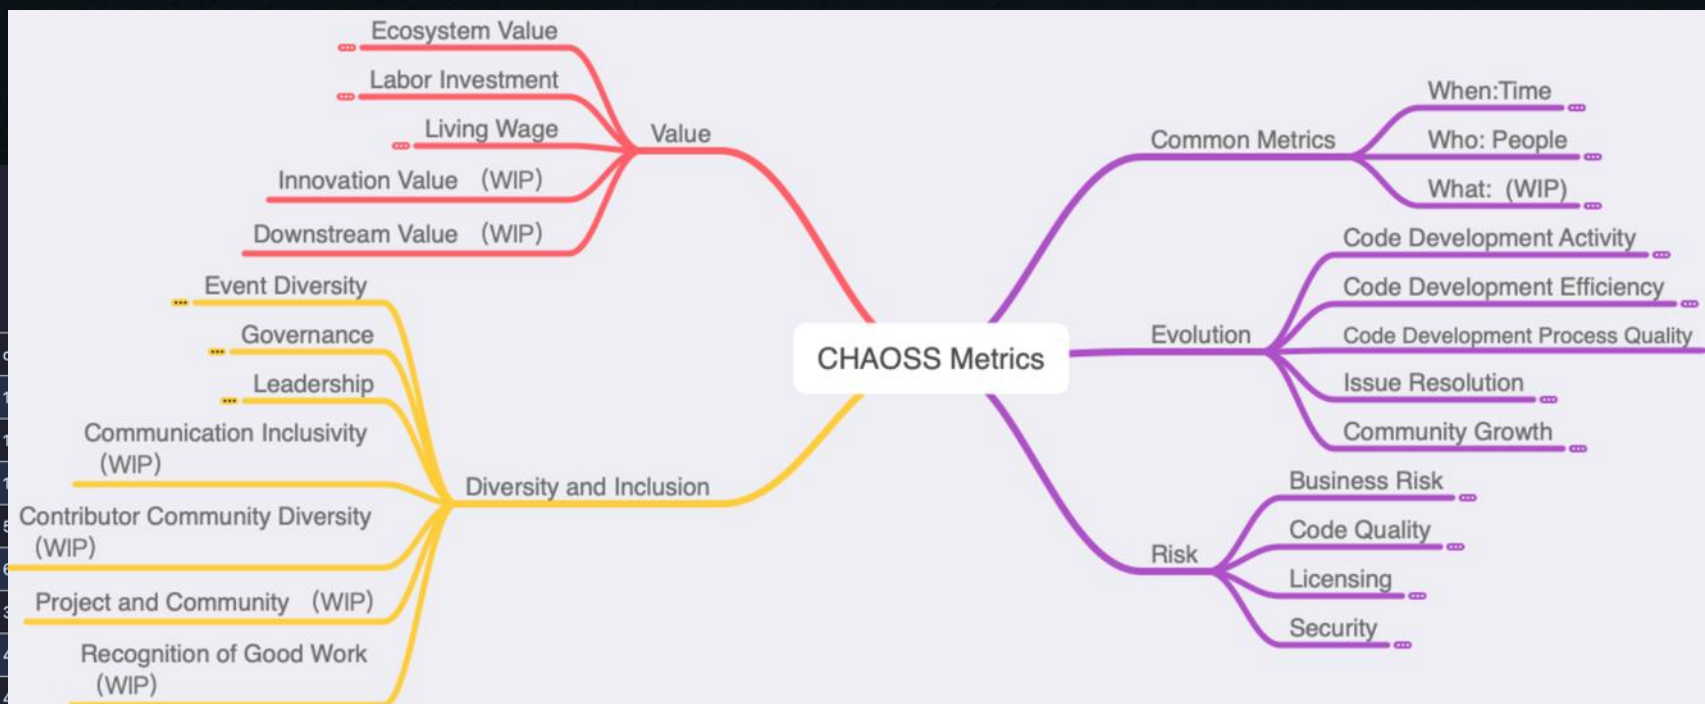 Ecosystem Value
Labor Investment
Living Wage
Innovation Value （WIP）
Downstream Value （WIP）
Value
Event Diversity
Governance
Leadership
Communication Inclusivity
（WIP）
Contributor Community Diversity
（WIP）
Project and Community （WIP）
Recognition of Good Work
（WIP）
Diversity and Inclusion
CHAOSS Metrics
Common Metrics
When:Time
Who: People
What:（WIP）
Evolution
Code Development Activity
Code Development Efficiency
Code Development Process Quality
Issue Resolution
Community Growth
Risk
Business Risk
Code Quality
Licensing
Security